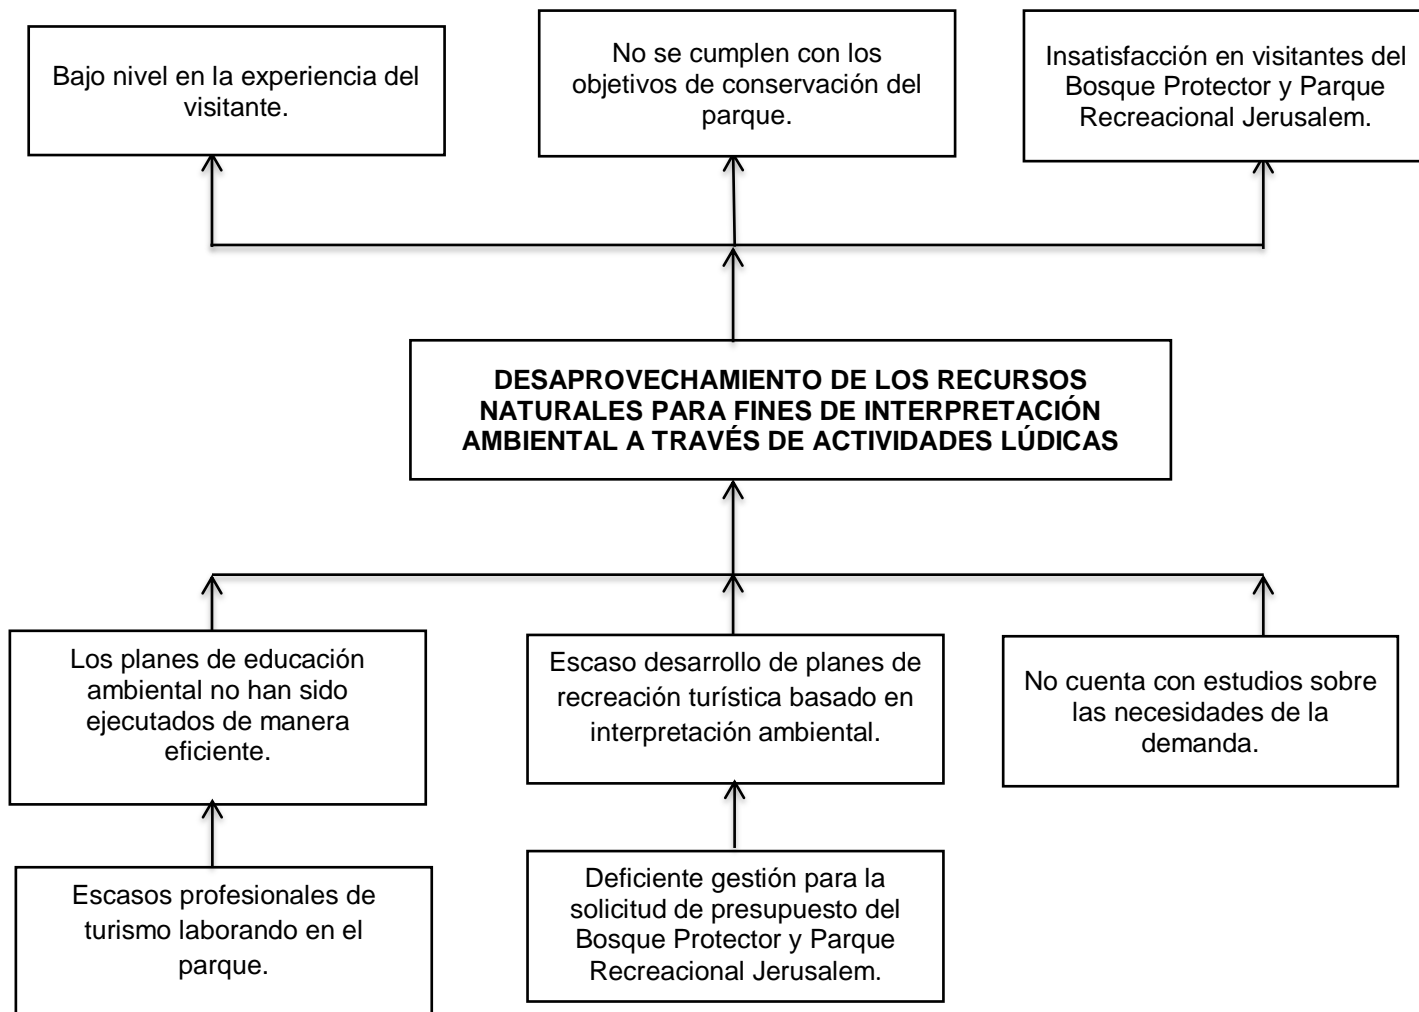 Bajo nivel en la experiencia del
visitante.
No se cumplen con los
objetivos de conservación del
parque.
Insatisfacción en visitantes del
Bosque Protector y Parque
Recreacional Jerusalem.
DESAPROVECHAMIENTO DE LOS RECURSOS
NATURALES PARA FINES DE INTERPRETACIÓN
AMBIENTAL A TRAVÉS DE ACTIVIDADES LÚDICAS
Los planes de educación
ambiental no han sido
ejecutados de manera
eficiente.
Escaso desarrollo de planes de
recreación turística basado en
interpretación ambiental.
No cuenta con estudios sobre
las necesidades de la
demanda.
Escasos profesionales de
turismo laborando en el
parque.
Deficiente gestión para la
solicitud de presupuesto del
Bosque Protector y Parque
Recreacional Jerusalem.